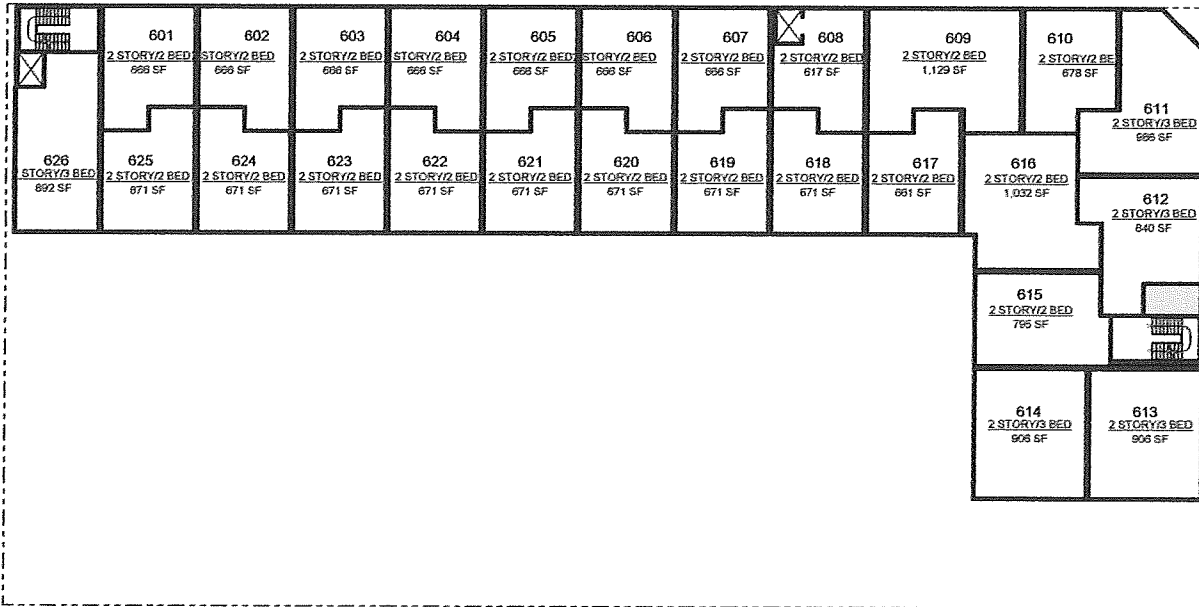 601
2 STORY/2 BED
666 SF
602
STORY/2 BED
666 SF
603
2 STORY/2 BED
666 SF
604
STORY/2 BED
666 SF
605
2 STORY/2 BED
666 SF
606
STORY/2 BED
666 SF
607
2 STORY/2 BED
666 SF
608
2 STORY/2 BED
617 SF
609
2 STORY/2 BED
1,129 SF
610
2 STORY/2 BE
678 SF
611
2 STORY/3 BED
986 SF
626
STORY/3 BED
892 SF
625
2 STORY/2 BED
671 SF
624
2 STORY/2 BED
671 SF
623
2 STORY/2 BED
671 SF
622
2 STORY/2 BED
671 SF
621
2 STORY/2 BED
671 SF
620
2 STORY/2 BED
671 SF
619
2 STORY/2 BED
671 SF
618
2 STORY/2 BED
671 SF
617
2 STORY/2 BED
661 SF
616
2 STORY/2 BED
1,032 SF
612
2 STORY/3 BED
840 SF
615
2 STORY/2 BED
795 SF
614
2 STORY/3 BED
906 SF
613
2 STORY/3 BED
906 SF